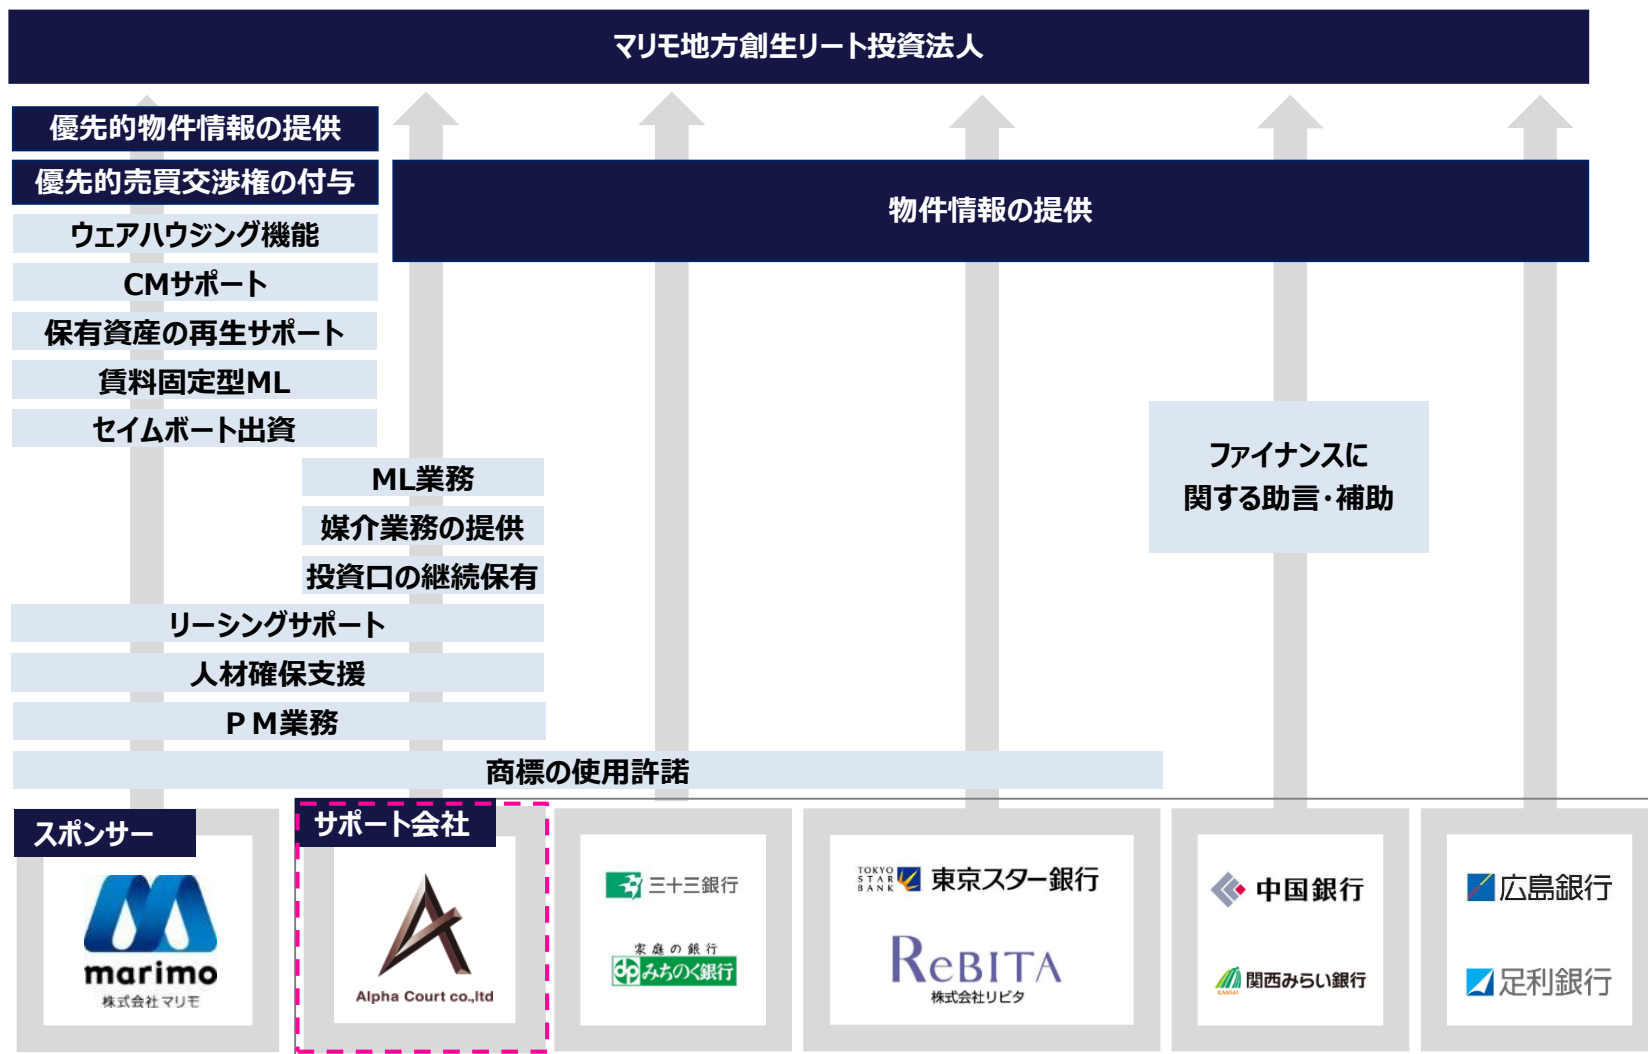 マリモ地方創生リート投資法人
優先的物件情報の提供
優先的売買交渉権の付与
物件情報の提供
ウェアハウジング機能
CMサポート
保有資産の再生サポート
賃料固定型ML
セイムボート出資
ファイナンスに
関する助言・補助
ML業務
媒介業務の提供
投資口の継続保有
リーシングサポート
人材確保支援
ＰＭ業務
商標の使用許諾
スポンサー
marimo
株式会社マリモ
サポート会社
Alpha Court co.,ltd
三十三銀行
家庭の銀行
みちのく銀行
TOKYO
STAR
BANK
東京スター銀行
ReBITA
株式会社リビタ
中国銀行
KANSAI
関西みらい銀行
広島銀行
足利銀行